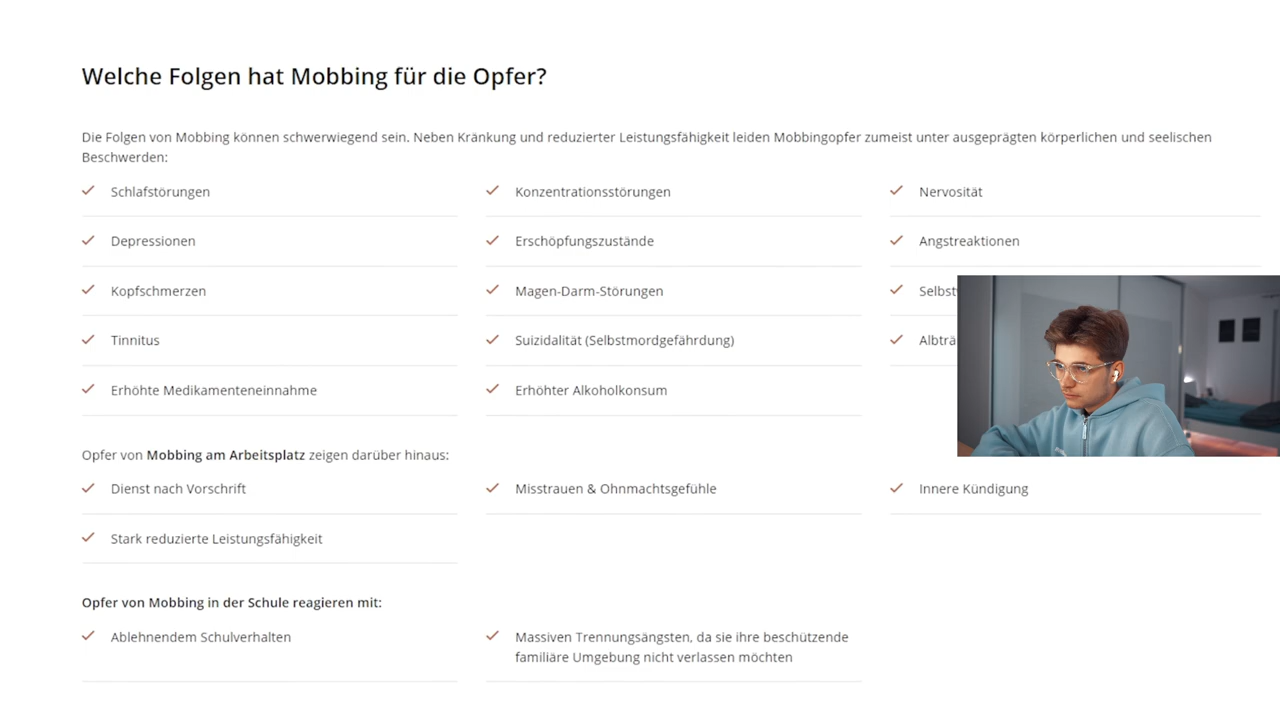 Welche Folgen hat Mobbing für die Opfer?
Die Folgen von Mobbing können schwerwiegend sein. Neben Kränkung und reduzierter Leistungsfähigkeit leiden Mobbingopfer zumeist unter ausgeprägten körperlichen und seelischen
Beschwerden:
Schlafstörungen
Konzentrationsstörungen
Nervosität
Depressionen
Erschöpfungszustände
Angstreaktionen
Kopfschmerzen
Magen-Darm-Störungen
Tinnitus
Suizidalität (Selbstmordgefährdung)
Erhöhte Medikamenteneinnahme
Erhöhter Alkoholkonsum
Opfer von Mobbing am Arbeitsplatz zeigen darüber hinaus:
Dienst nach Vorschrift
Misstrauen & Ohnmachtsgefühle
Innere Kündigung
Stark reduzierte Leistungsfähigkeit
Opfer von Mobbing in der Schule reagieren mit:
Ablehnendem Schulverhalten
Massiven Trennungsängsten, da sie ihre beschützende
familiäre Umgebung nicht verlassen möchten